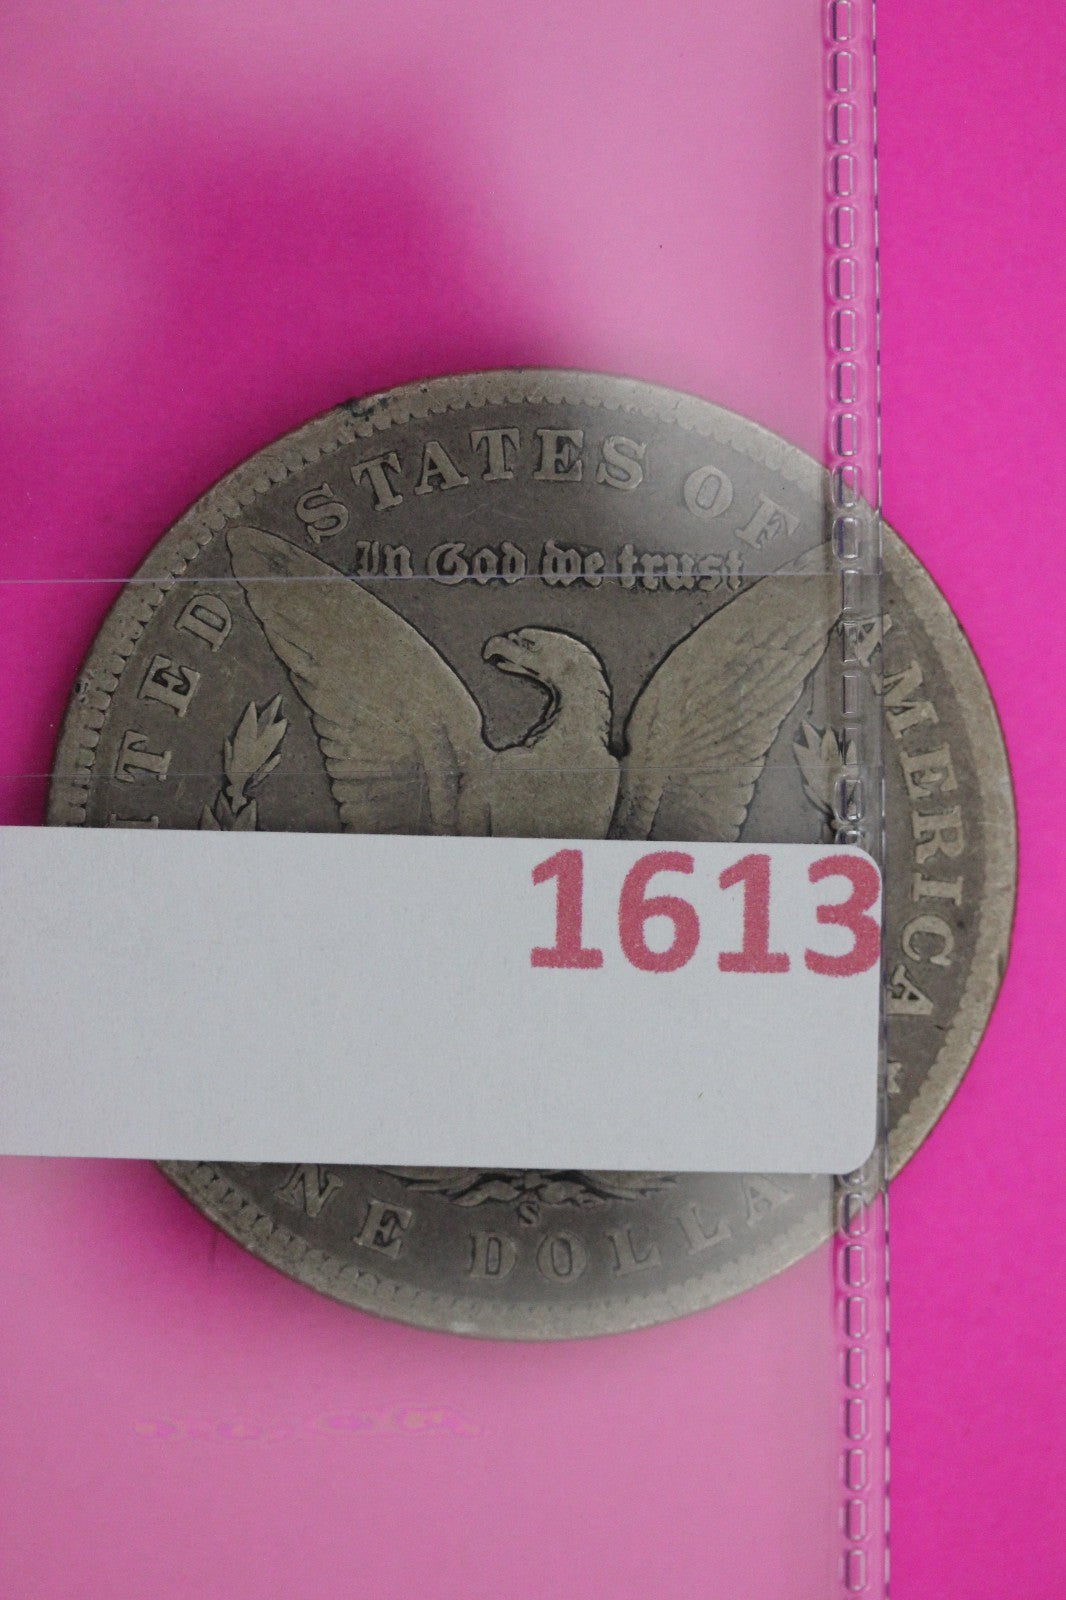 ITED STATES OF AMERICA
In God we trust
1613
S
NE DOLLA